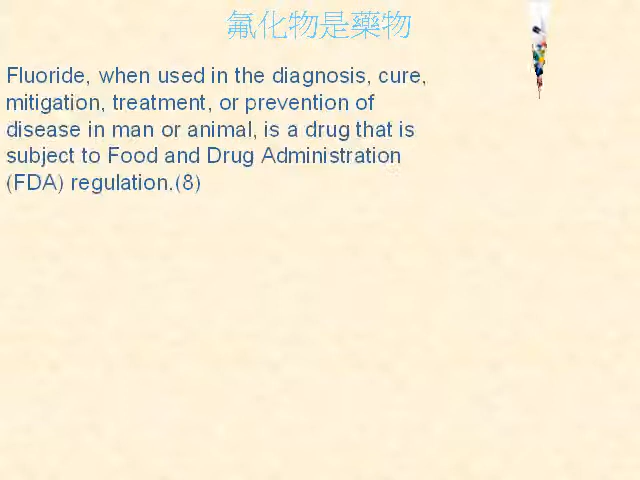 氟化物是藥物
Fluoride, when used in the diagnosis, cure,
mitigation, treatment, or prevention of
disease in man or animal, is a drug that is
subject to Food and Drug Administration
(FDA) regulation.(8)